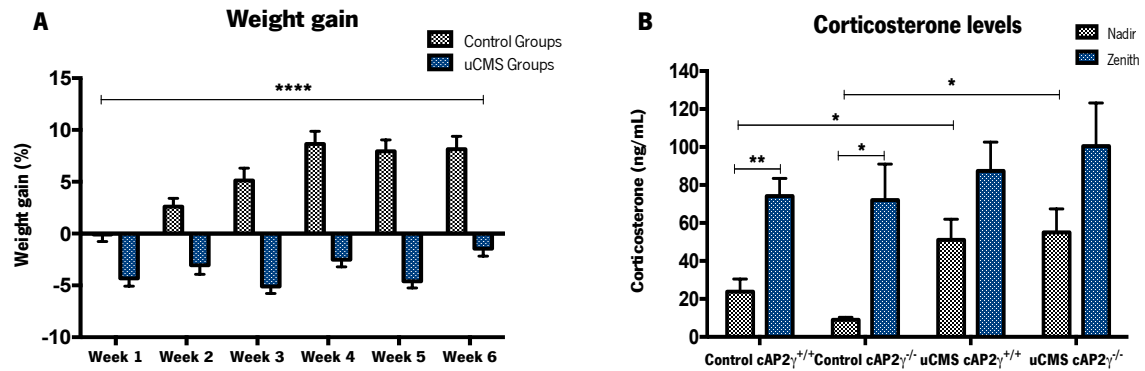 A
Weight gain
Control Groups
uCMS Groups
Weight gain (%)
15
10
5
0
-5
-10
****
Week 1 Week 2 Week 3 Week 4 Week 5 Week 6
B
Corticosterone levels
Nadir
Zenith
Corticosterone (ng/mL)
140
120
100
80
60
40
20
0
*
*
**
*
Control cAP2γ+/+ Control cAP2γ-/- uCMS cAP2γ+/+ uCMS cAP2γ-/-